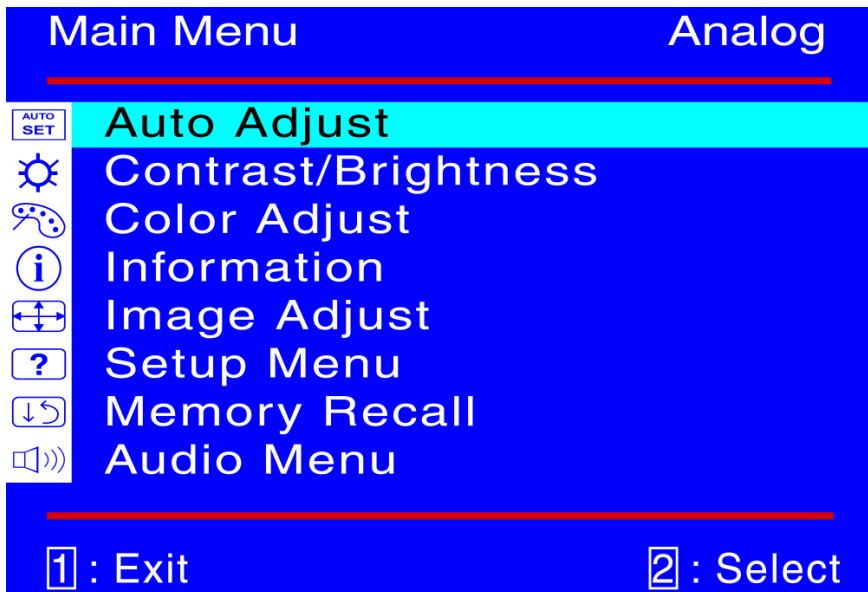 Main Menu Analog
AUTO SET Auto Adjust
Contrast/Brightness
Color Adjust
i Information
Image Adjust
? Setup Menu
Memory Recall
Audio Menu
1 : Exit 2 : Select